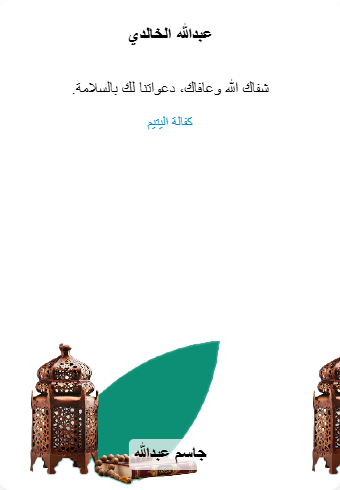 عبدالله الخالدي
شفاك الله وعافاك، دعواتنا لك بالسلامة.
كفالة اليتيم
جاسم عبدالله